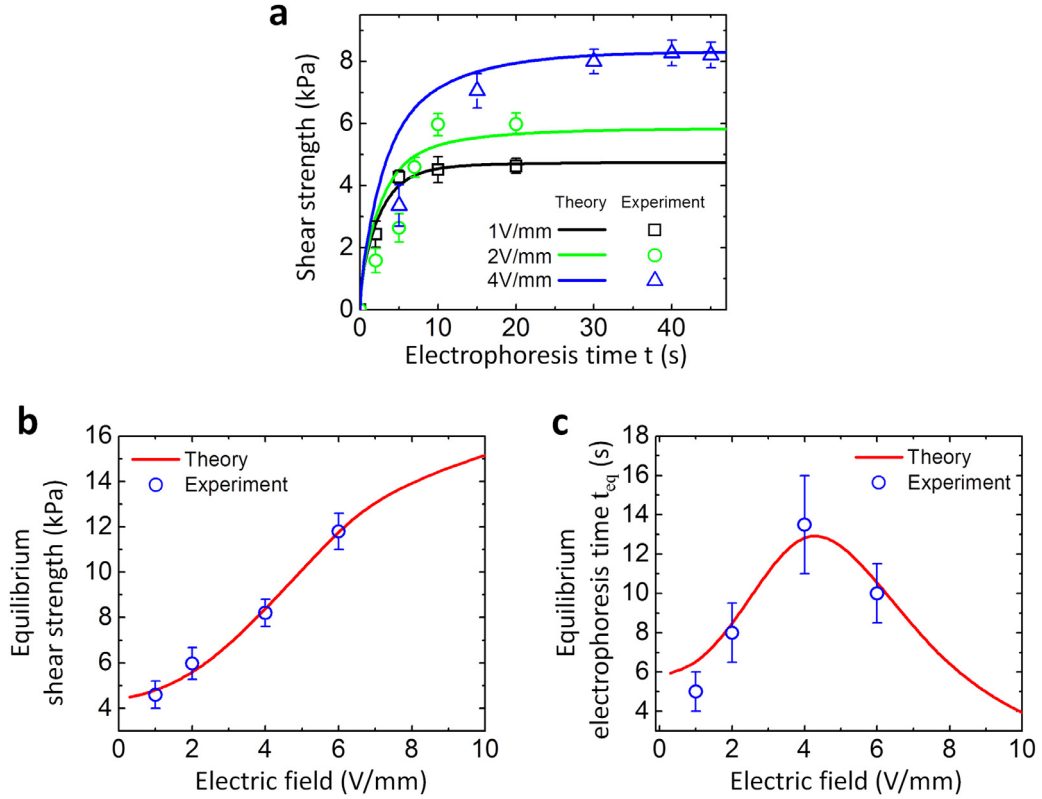 a
Shear strength (kPa)
8
6
4
2
0
Theory Experiment
1V/mm
2V/mm
4V/mm
0 10 20 30 40
Electrophoresis time t (s)
b
Equilibrium
shear strength (kPa)
16
14
12
10
8
6
4
Theory
Experiment
0 2 4 6 8 10
Electric field (V/mm)
c
Equilibrium
electrophoresis time teq (s)
18
16
14
12
10
8
6
4
Theory
Experiment
0 2 4 6 8 10
Electric field (V/mm)